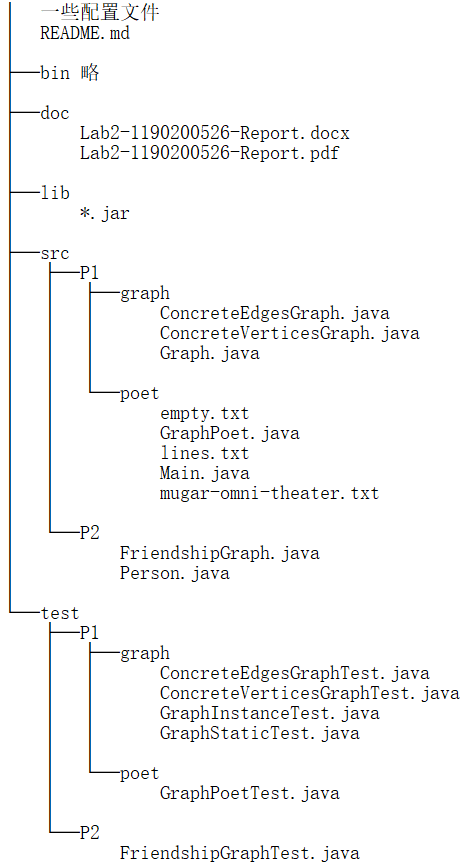 一些配置文件
README.md
bin 略
doc
Lab2-1190200526-Report.docx
Lab2-1190200526-Report.pdf
lib
*.jar
src
P1
graph
ConcreteEdgesGraph.java
ConcreteVerticesGraph.java
Graph.java
poet
empty.txt
GraphPoet.java
lines.txt
Main.java
mugar-omni-theater.txt
P2
FriendshipGraph.java
Person.java
test
P1
graph
ConcreteEdgesGraphTest.java
ConcreteVerticesGraphTest.java
GraphInstanceTest.java
GraphStaticTest.java
poet
GraphPoetTest.java
P2
FriendshipGraphTest.java